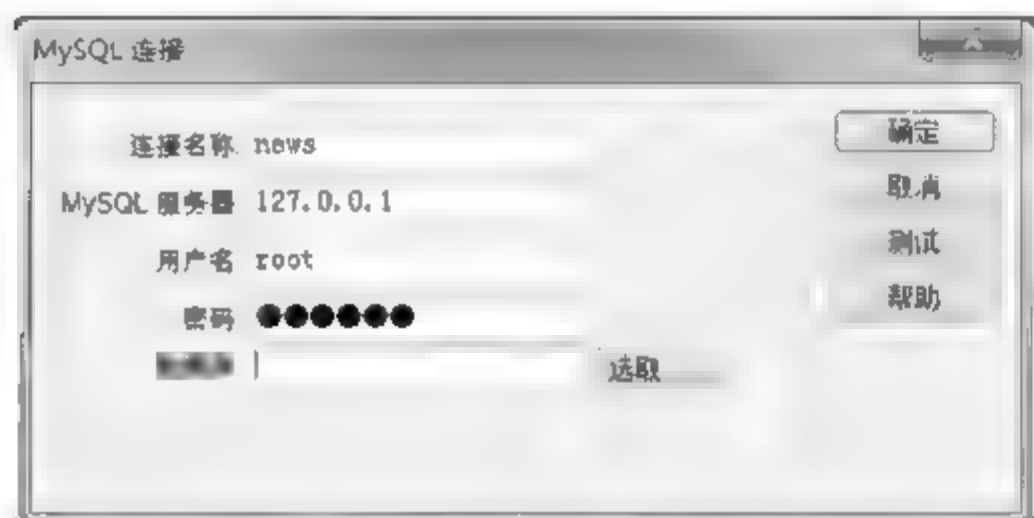 MySQL 连接
连接名称 news
MySQL 服务器 127.0.0.1
用户名 root
密码 ●●●●●●
选取
确定
取消
测试
帮助